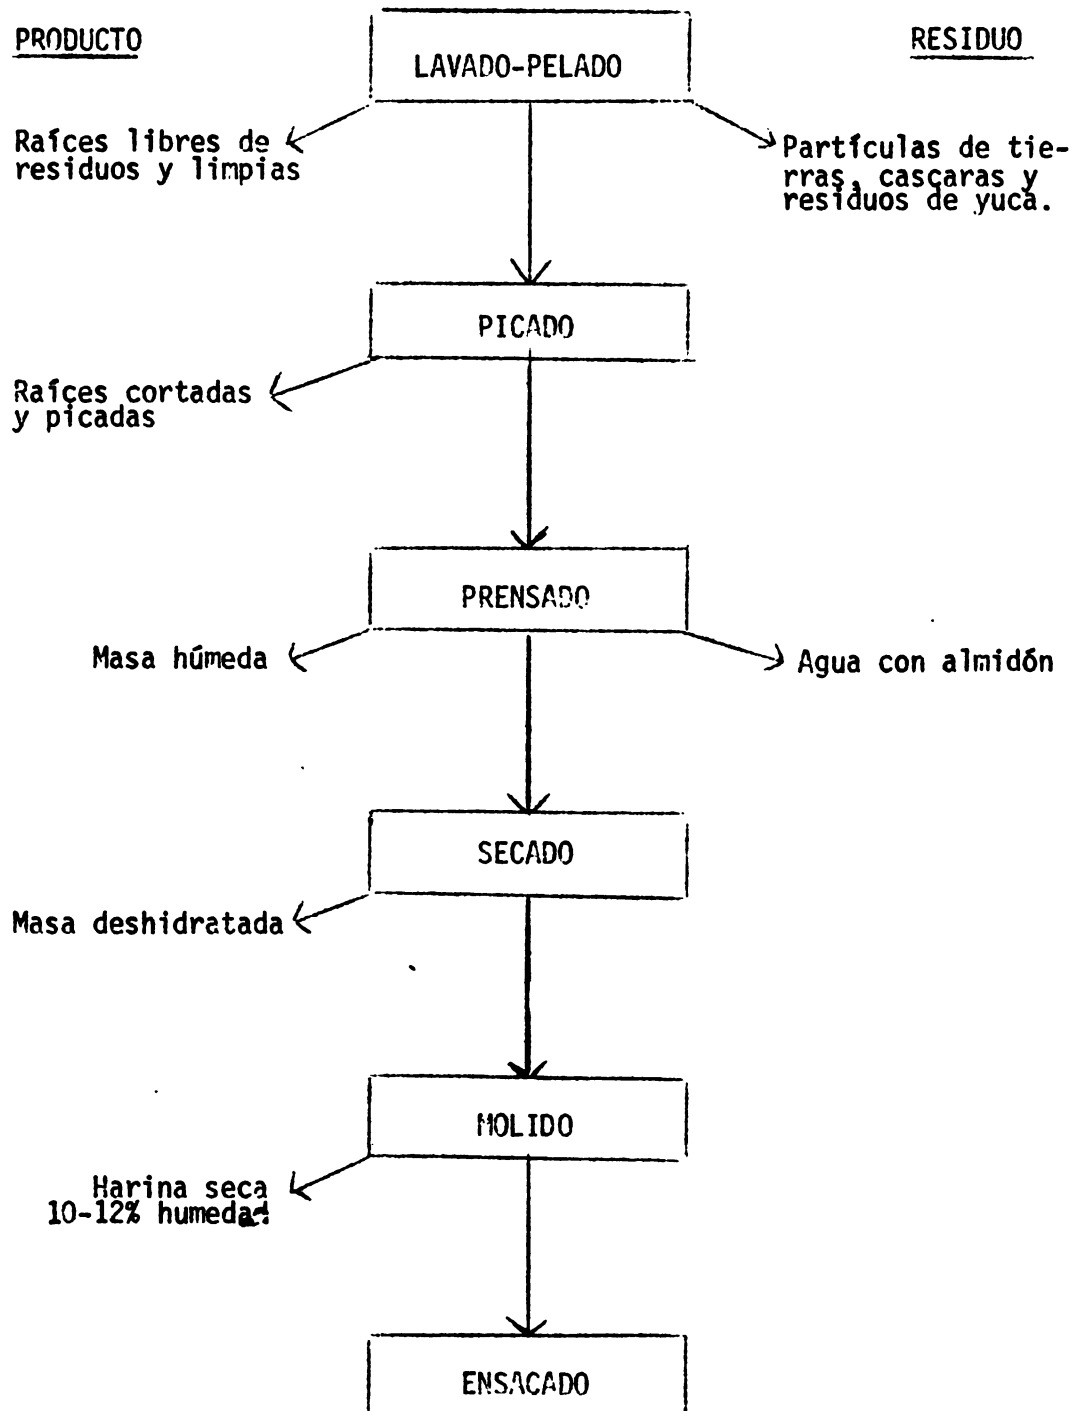 PRODUCTO
LAVADO-PELADO
RESIDUO
Raíces libres de
residuos y limpias
Partículas de tie-
rras, cascaras y
residuos de yuca.
PICADO
Raíces cortadas
y picadas
PRENSADO
Masa húmeda
Agua con almidón
SECADO
Masa deshidratada
MOLIDO
Harina seca
10-12% humedad
ENSACADO